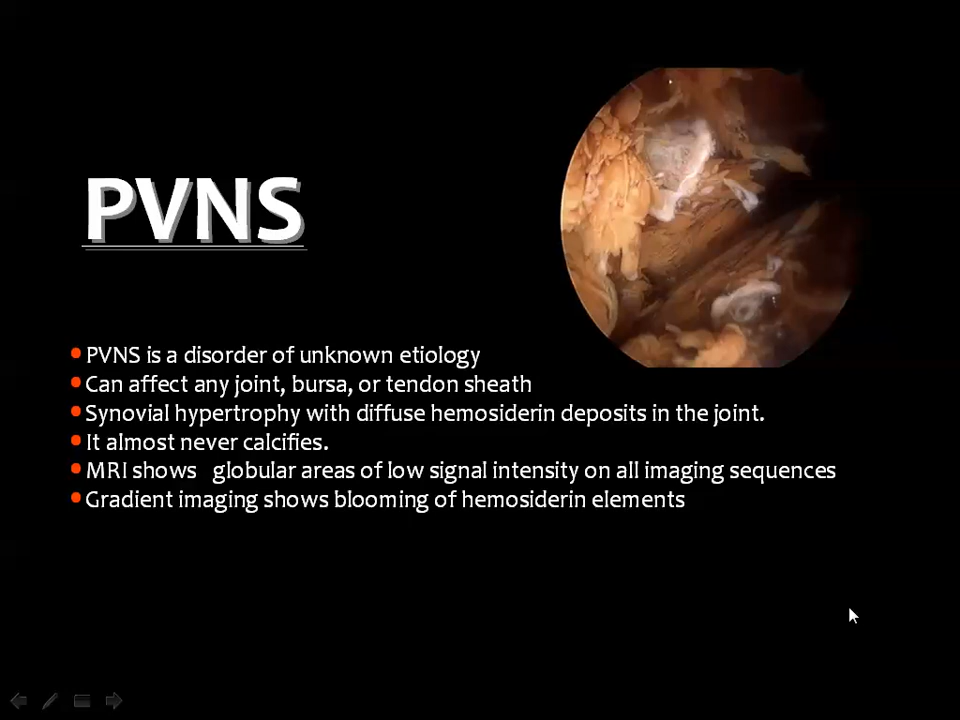 PVNS
PVNS is a disorder of unknown etiology
Can affect any joint, bursa, or tendon sheath
Synovial hypertrophy with diffuse hemosiderin deposits in the joint.
It almost never calcifies.
MRI shows   globular areas of low signal intensity on all imaging sequences
Gradient imaging shows blooming of hemosiderin elements